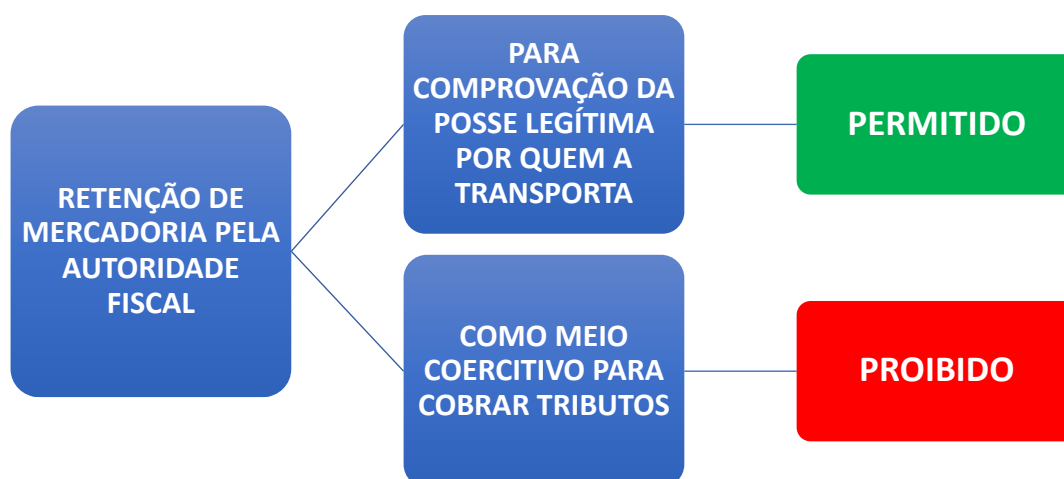 RETENÇÃO DE
MERCADORIA PELA
AUTORIDADE
FISCAL
PARA
COMPROVAÇÃO DA
POSSE LEGÍTIMA
POR QUEM A
TRANSPORTA
PERMITIDO
COMO MEIO
COERCITIVO PARA
COBRAR TRIBUTOS
PROIBIDO